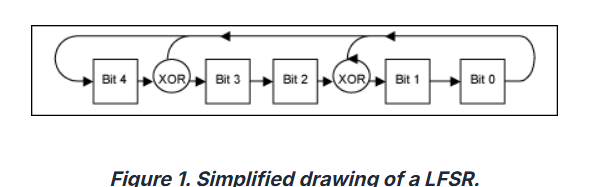 Bit 4 XOR Bit 3 Bit 2 XOR Bit 1 Bit 0
Figure 1. Simplified drawing of a LFSR.